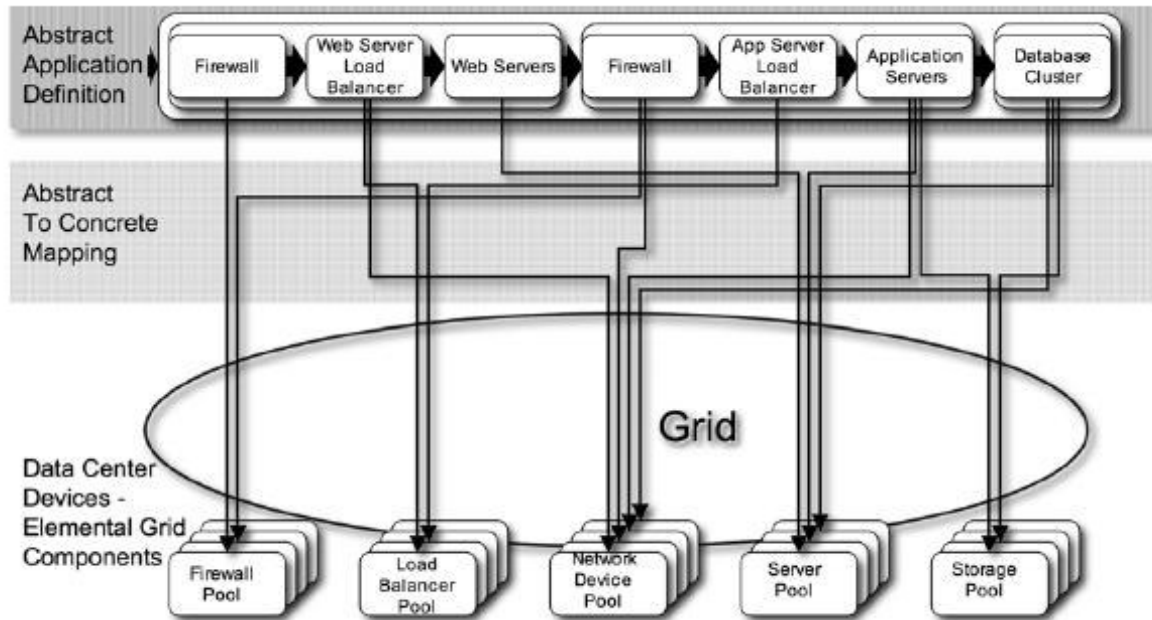 Abstract
Application
Definition
Firewall
Web Server
Load
Balancer
Web Servers
Firewall
App Server
Load
Balancer
Application
Servers
Database
Cluster
Abstract
To Concrete
Mapping
Grid
Data Center
Devices -
Elemental Grid
Components
Firewall
Pool
Load
Balancer
Pool
Network
Device
Pool
Server
Pool
Storage
Pool